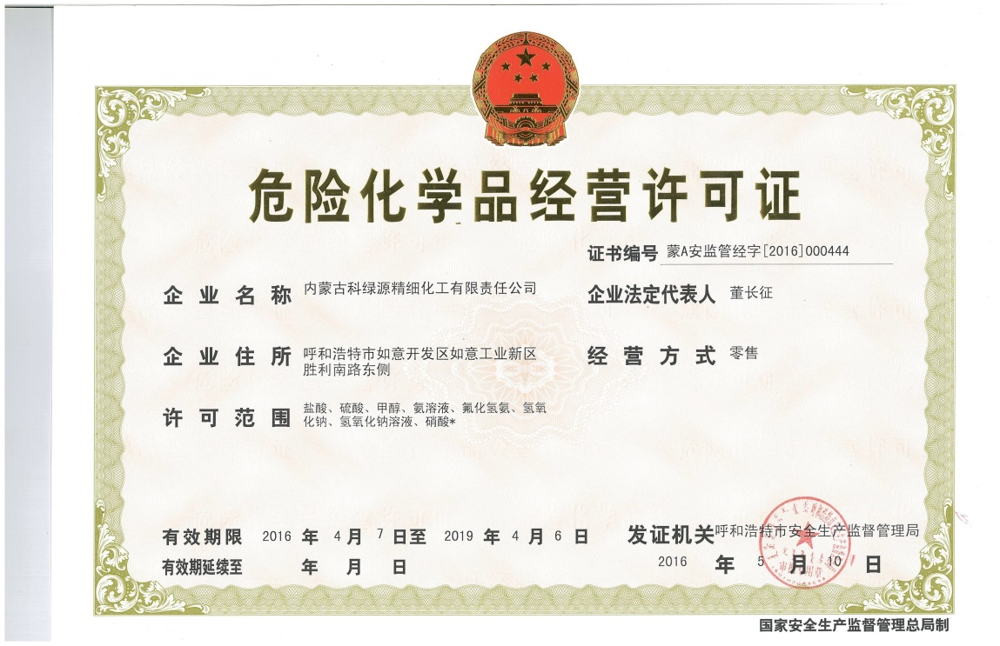 危险化学品经营许可证
证书编号 蒙A安监管经字[2016]000444
企业名称 内蒙古科绿源精细化工有限责任公司
企业法定代表人 董长征
企业住所 呼和浩特市如意开发区如意工业新区
胜利南路东侧
经营方式 零售
许可范围 盐酸、硫酸、甲醇、氨溶液、氟化氢氨、氢氧
化钠、氢氧化钠溶液、硝酸*
有效期限 2016 年 4 月 7 日至 2019 年 4 月 6 日
发证机关 呼和浩特市安全生产监督管理局
有效期延续至 年 月 日
2016 年 5 月 10 日
国家安全生产监督管理总局制